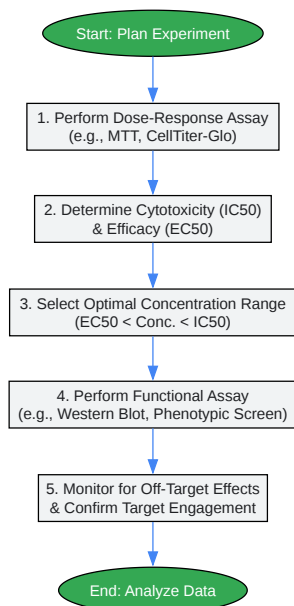 Start: Plan Experiment
1. Perform Dose-Response Assay
(e.g., MTT, CellTiter-Glo)
2. Determine Cytotoxicity (IC50)
& Efficacy (EC50)
3. Select Optimal Concentration Range
(EC50 < Conc. < IC50)
4. Perform Functional Assay
(e.g., Western Blot, Phenotypic Screen)
5. Monitor for Off-Target Effects
& Confirm Target Engagement
End: Analyze Data